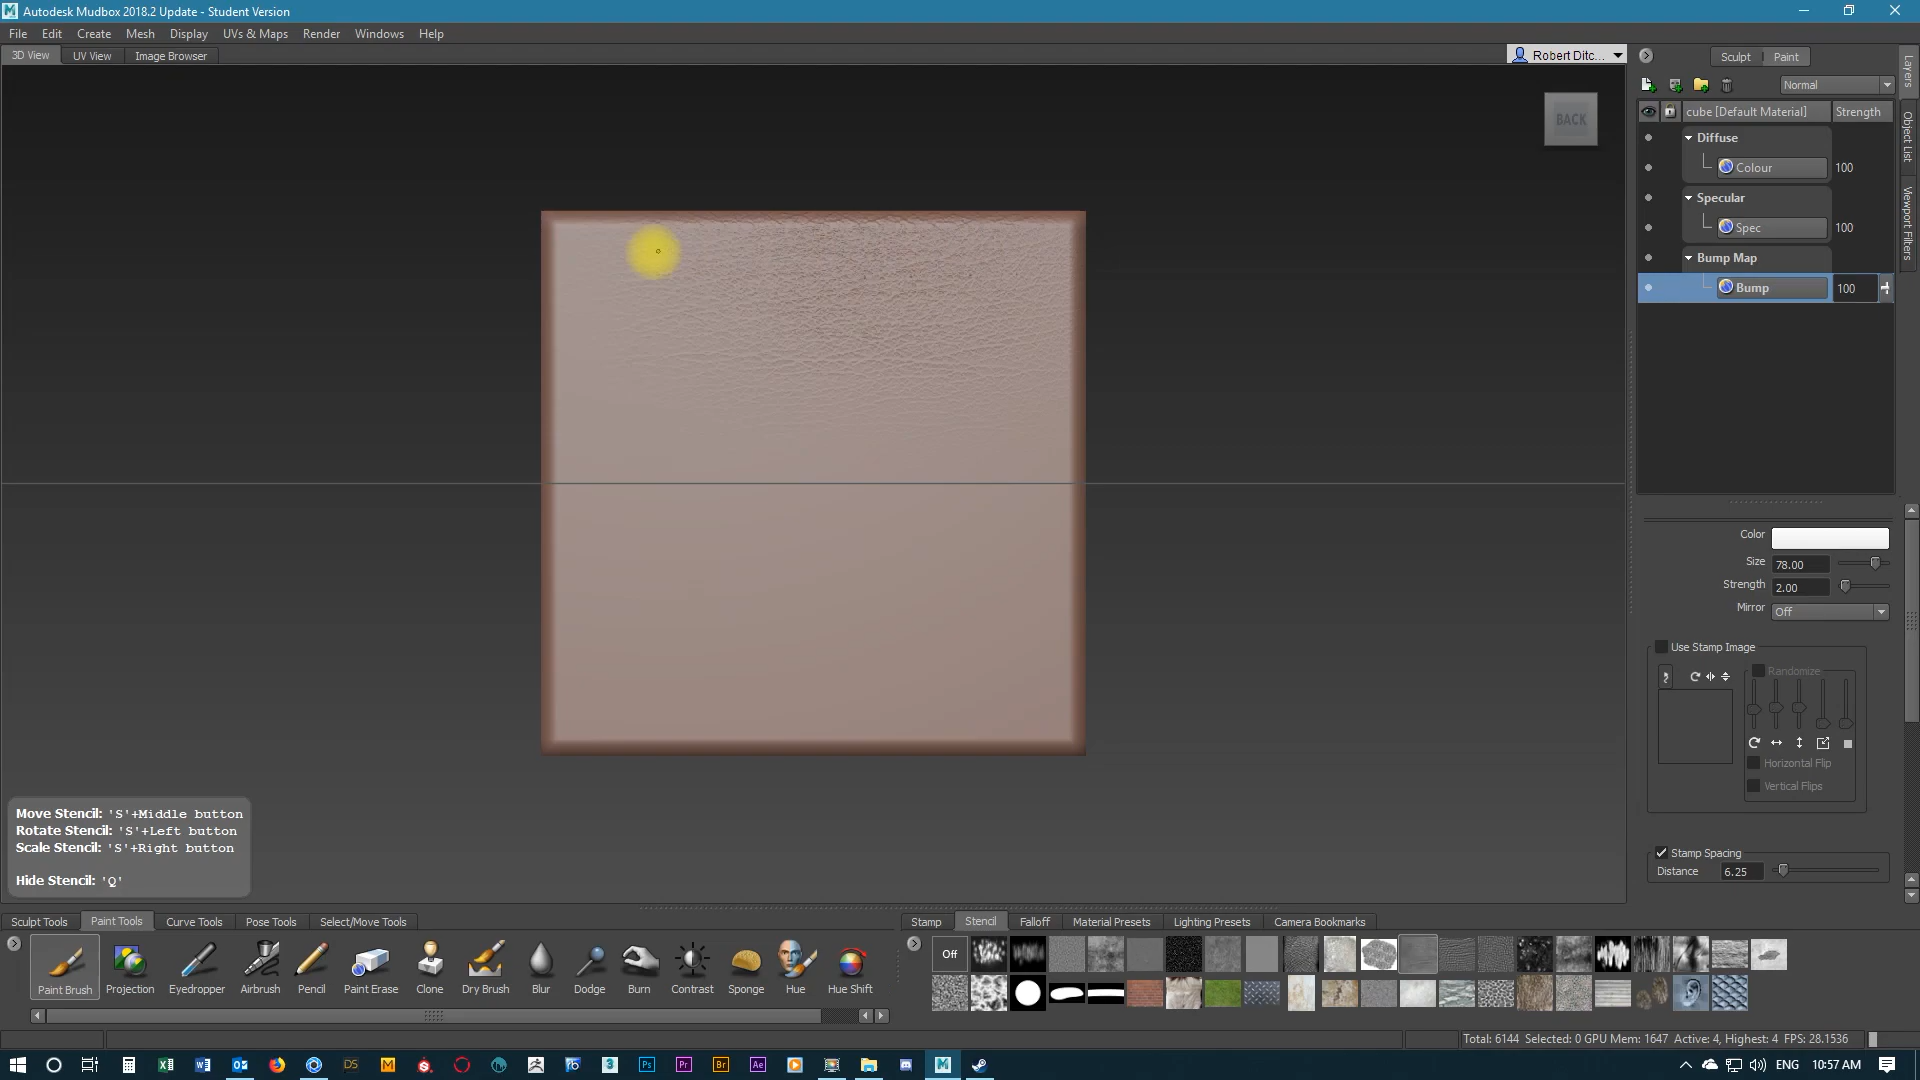 Autodesk Mudbox 2018.2 Update - Student Version
File Edit Create Mesh Display UVs & Maps Render Windows Help
3D View UV View Image Browser
Robert Ditc...
Sculpt Paint
Normal
cube [Default Material] Strength
Diffuse
Colour 100
Specular
Spec 100
Bump Map
Bump 100
Layers
Object List
Viewport Filters
BACK
Color
Size 78.00
Strength 2.00
Mirror Off
Use Stamp Image
Randomize
Horizontal Flip
Vertical Flips
Stamp Spacing
Distance 6.25
Move Stencil: 'S'+Middle button
Rotate Stencil: 'S'+Left button
Scale Stencil: 'S'+Right button
Hide Stencil: 'Q'
Sculpt Tools Paint Tools Curve Tools Pose Tools Select/Move Tools
Paint Brush Projection Eyedropper Airbrush Pencil Paint Erase Clone Dry Brush Blur Dodge Burn Contrast Sponge Hue Hue Shift
Stamp Stencil Falloff Material Presets Lighting Presets Camera Bookmarks
Off
Total: 6144 Selected: 0 GPU Mem: 1647 Active: 4, Highest: 4 FPS: 28.1536
DS M 3 Ps Pr Br Ae M
ENG 10:57 AM